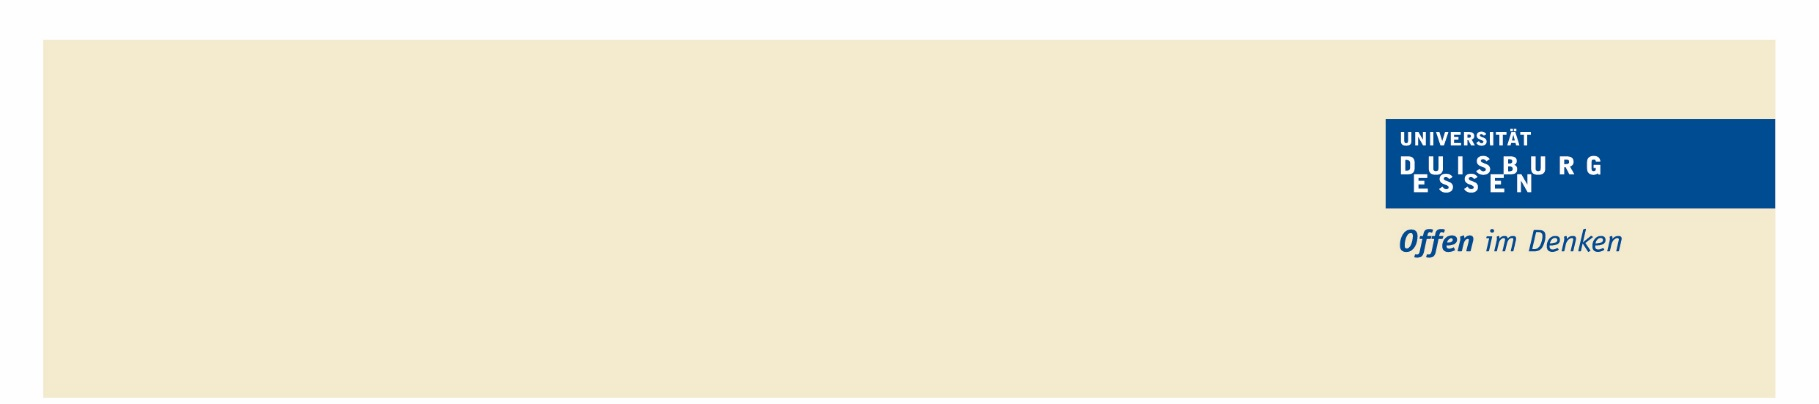 UNIVERSITÄT
DUISBURG
ESSEN
Offen im Denken